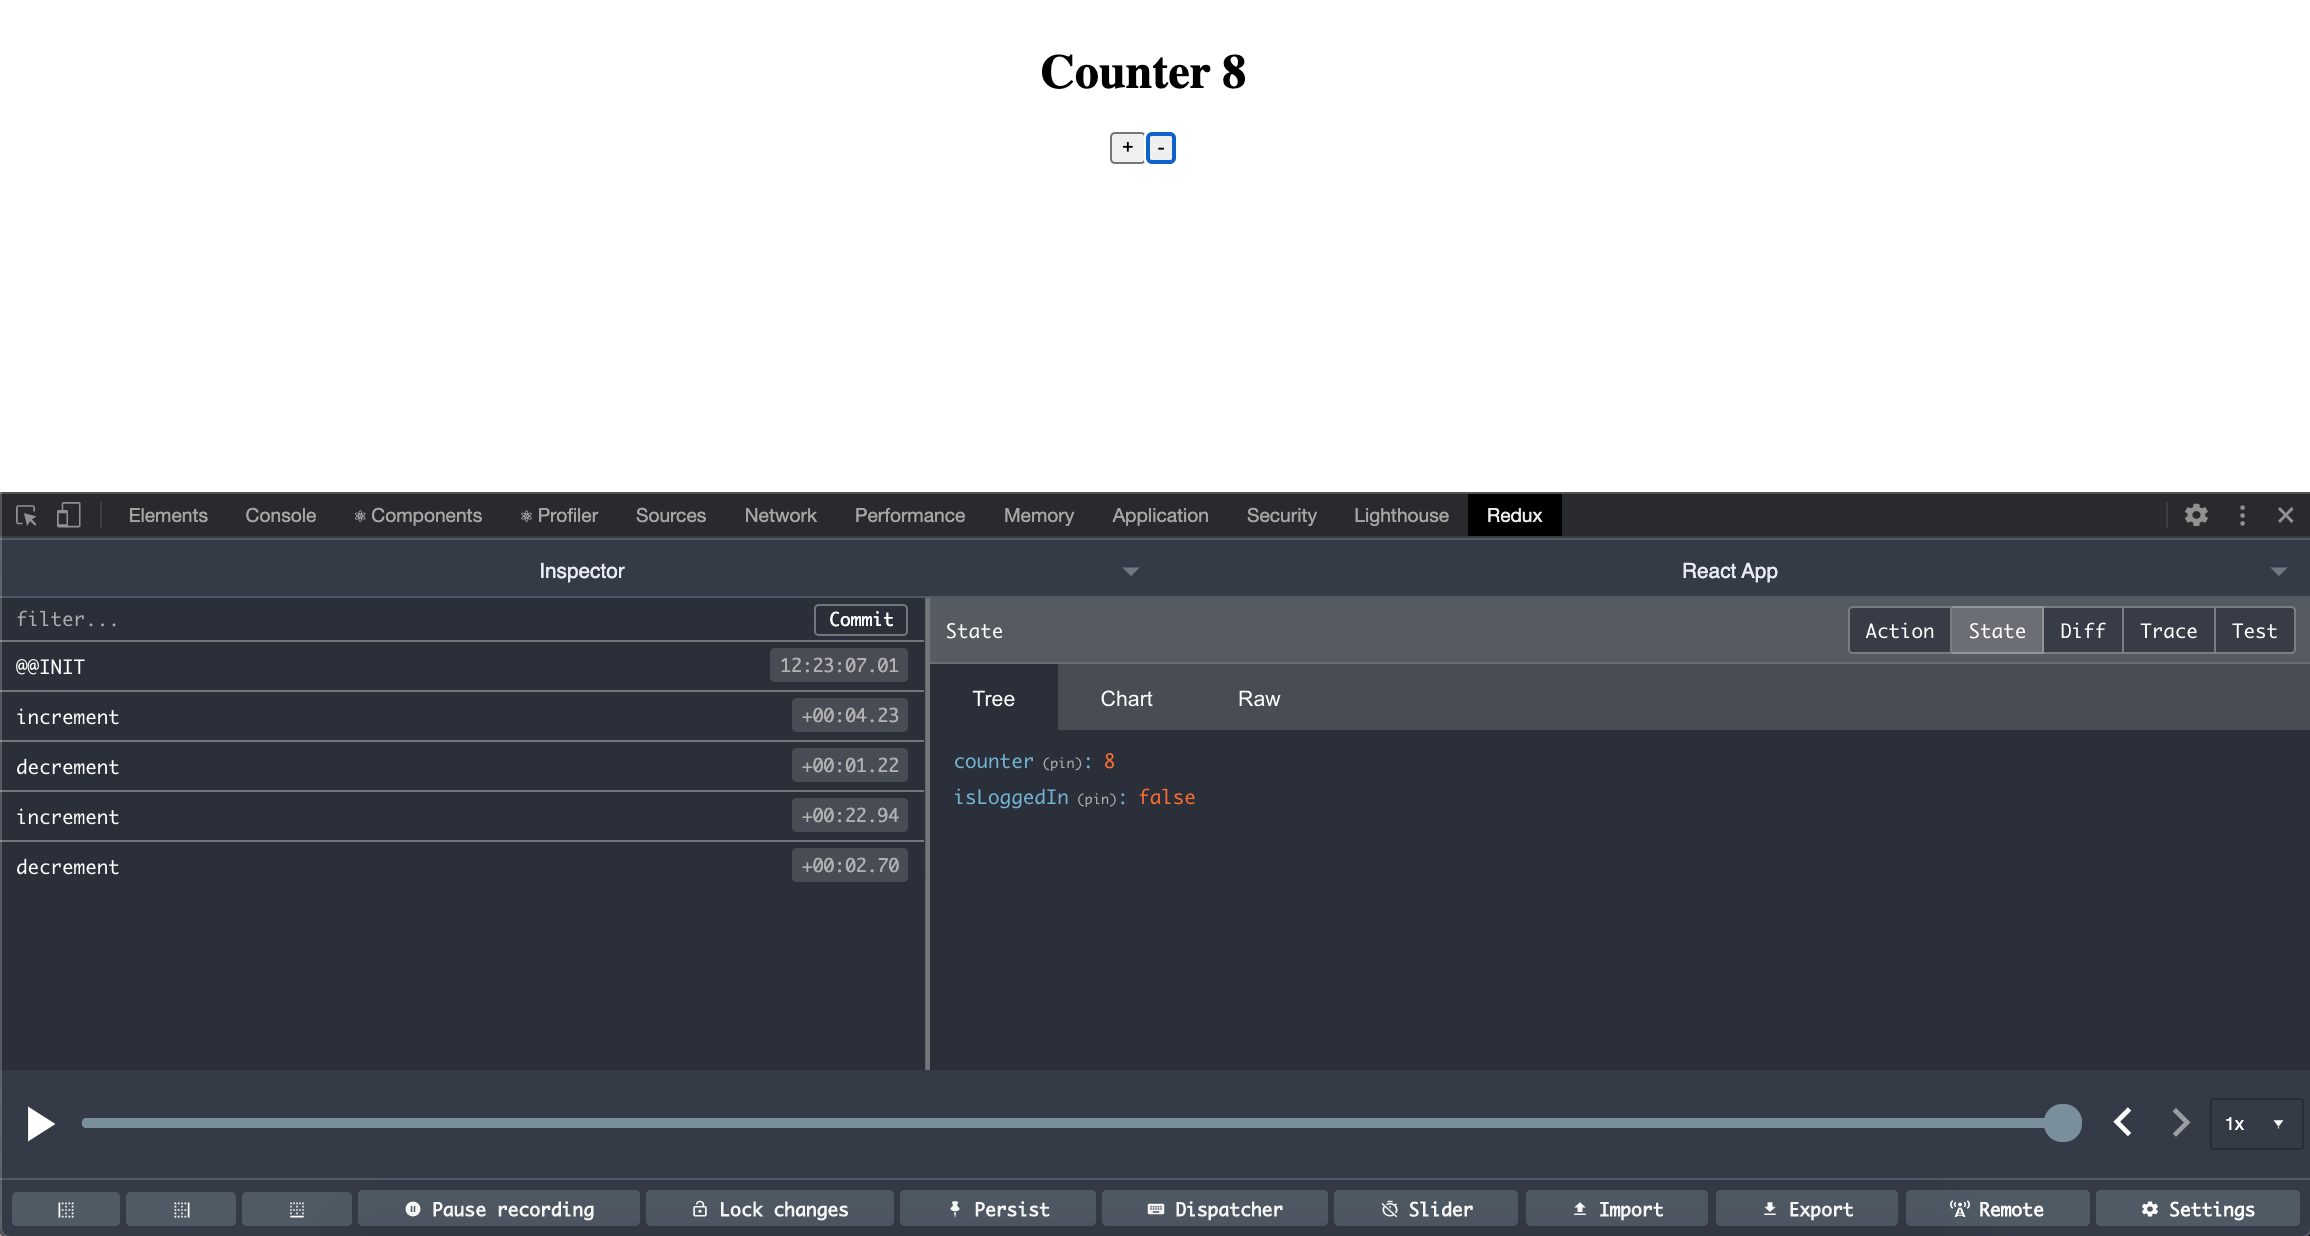 Counter 8
+ -
Elements Console ⚛ Components ⚛ Profiler Sources Network Performance Memory Application Security Lighthouse Redux
Inspector React App
filter... Commit
State Action State Diff Trace Test
@@INIT 12:23:07.01
Tree Chart Raw
increment +00:04.23
decrement +00:01.22
counter (pin): 8
isLoggedIn (pin): false
increment +00:22.94
decrement +00:02.70
1x
Pause recording Lock changes Persist Dispatcher Slider Import Export Remote Settings